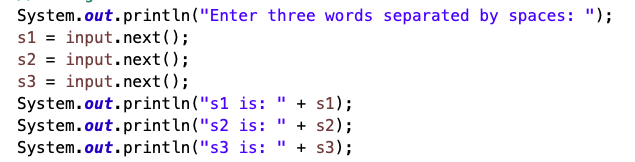 System.out.println("Enter three words separated by spaces: ");
s1 = input.next();
s2 = input.next();
s3 = input.next();
System.out.println("s1 is: " + s1);
System.out.println("s2 is: " + s2);
System.out.println("s3 is: " + s3);